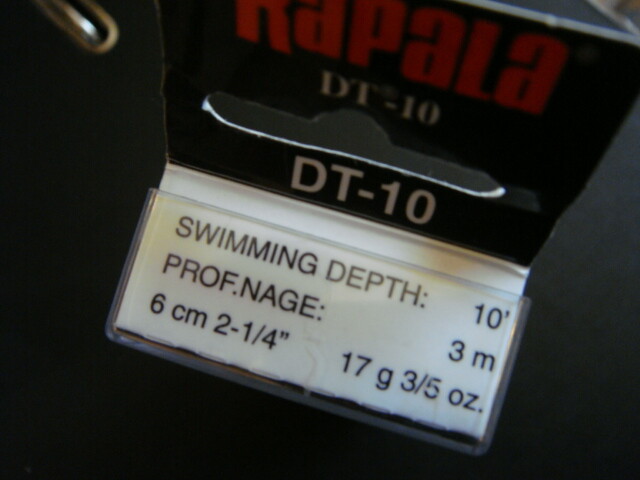 RAPALA
DT®-10
DT-10
SWIMMING DEPTH: 10'
PROF.NAGE: 3 m
6 cm 2-1/4” 17 g 3/5 oz.